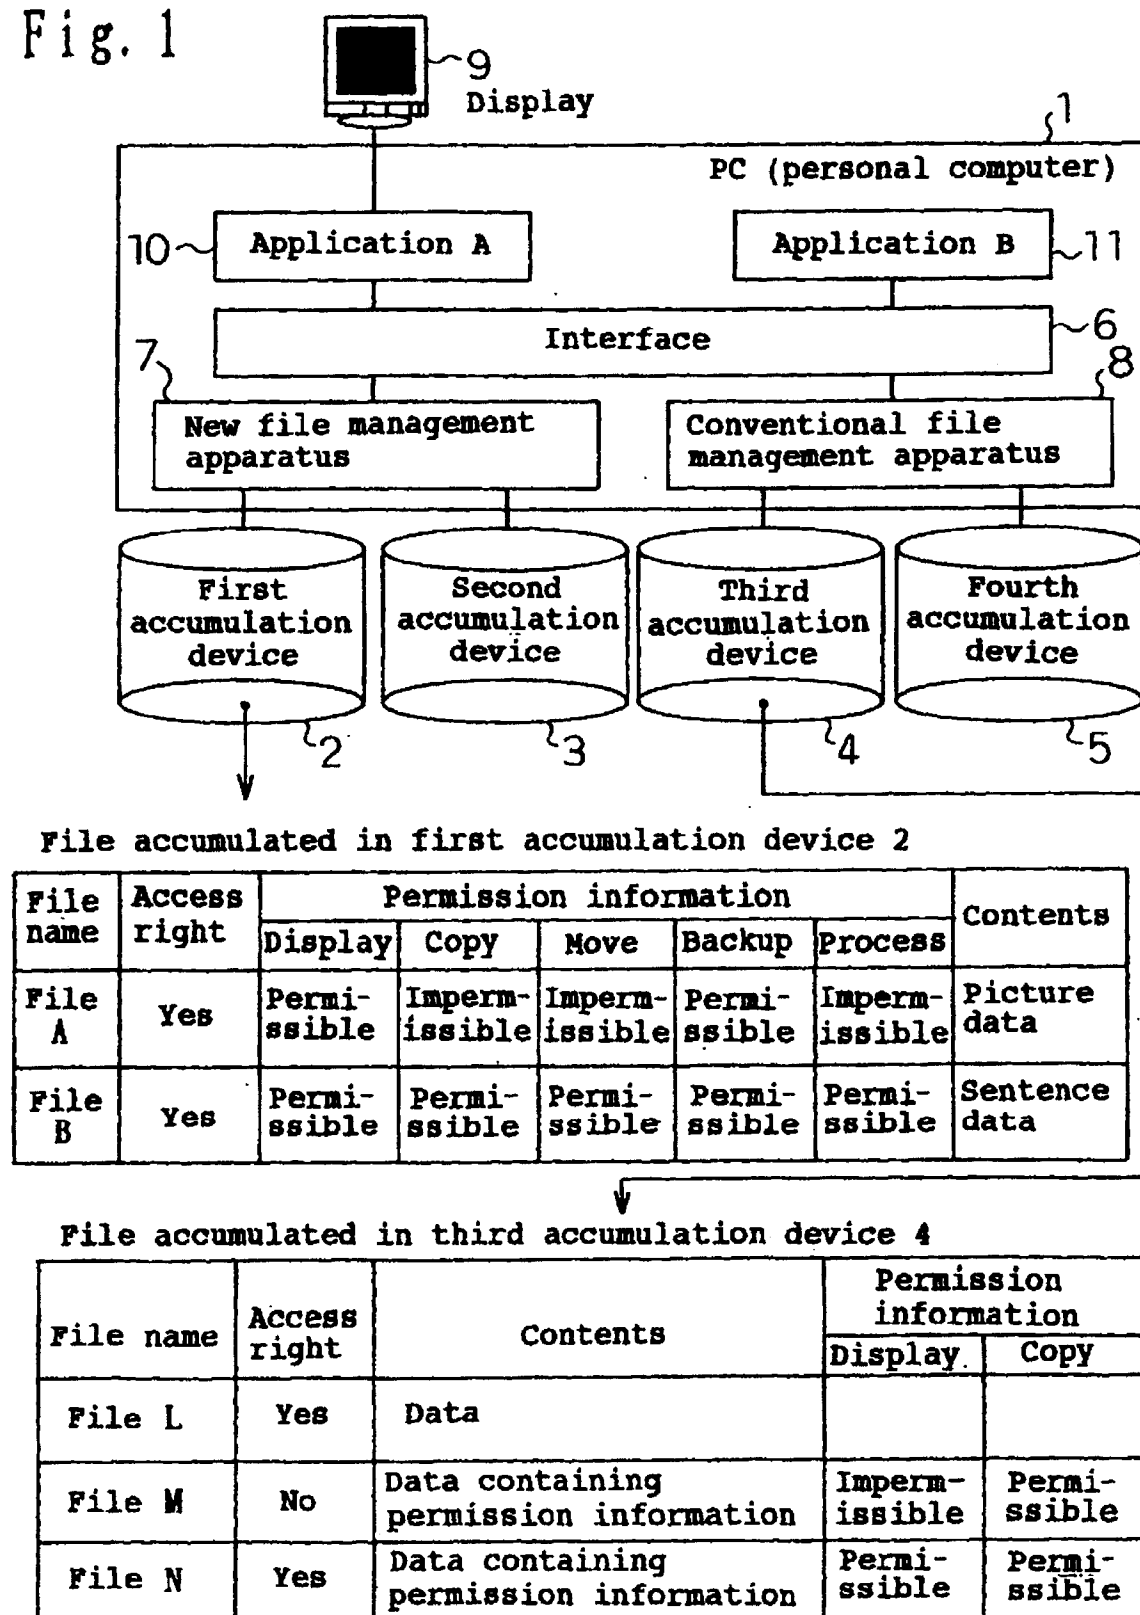 Fig. 1
9
Display
1
PC (personal computer)
10
Application A
Application B
11
Interface
6
7
8
New file management
apparatus
Conventional file
management apparatus
First
accumulation
device
Second
accumulation
device
Third
accumulation
device
Fourth
accumulation
device
2
3
4
5
File accumulated in first accumulation device 2
File
name
Access
right
Permission information
Contents
Display
Copy
Move
Backup
Process
File
A
Yes
Permi-
ssible
Imperm-
issible
Imperm-
issible
Permi-
ssible
Imperm-
issible
Picture
data
File
B
Yes
Permi-
ssible
Permi-
ssible
Permi-
ssible
Permi-
ssible
Permi-
ssible
Sentence
data
File accumulated in third accumulation device 4
File name
Access
right
Contents
Permission
information
Display
Copy
File L
Yes
Data
File M
No
Data containing
permission information
Imperm-
issible
Permi-
ssible
File N
Yes
Data containing
permission information
Permi-
ssible
Permi-
ssible